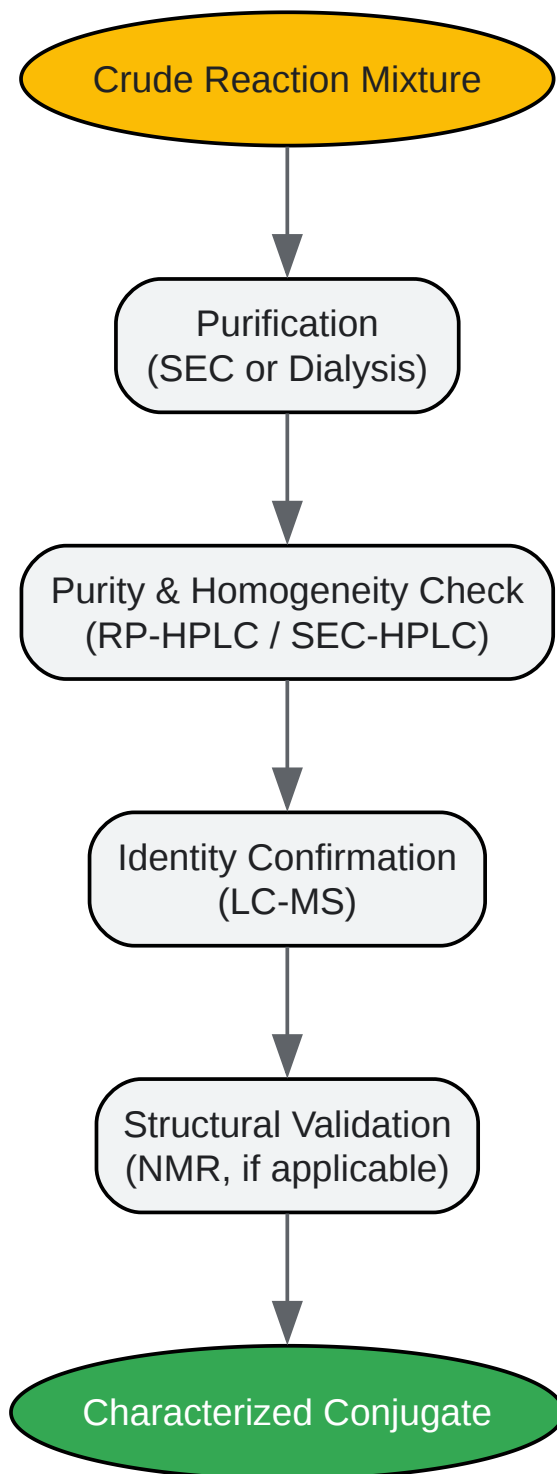 Crude Reaction Mixture
Purification
(SEC or Dialysis)
Purity & Homogeneity Check
(RP-HPLC / SEC-HPLC)
Identity Confirmation
(LC-MS)
Structural Validation
(NMR, if applicable)
Characterized Conjugate